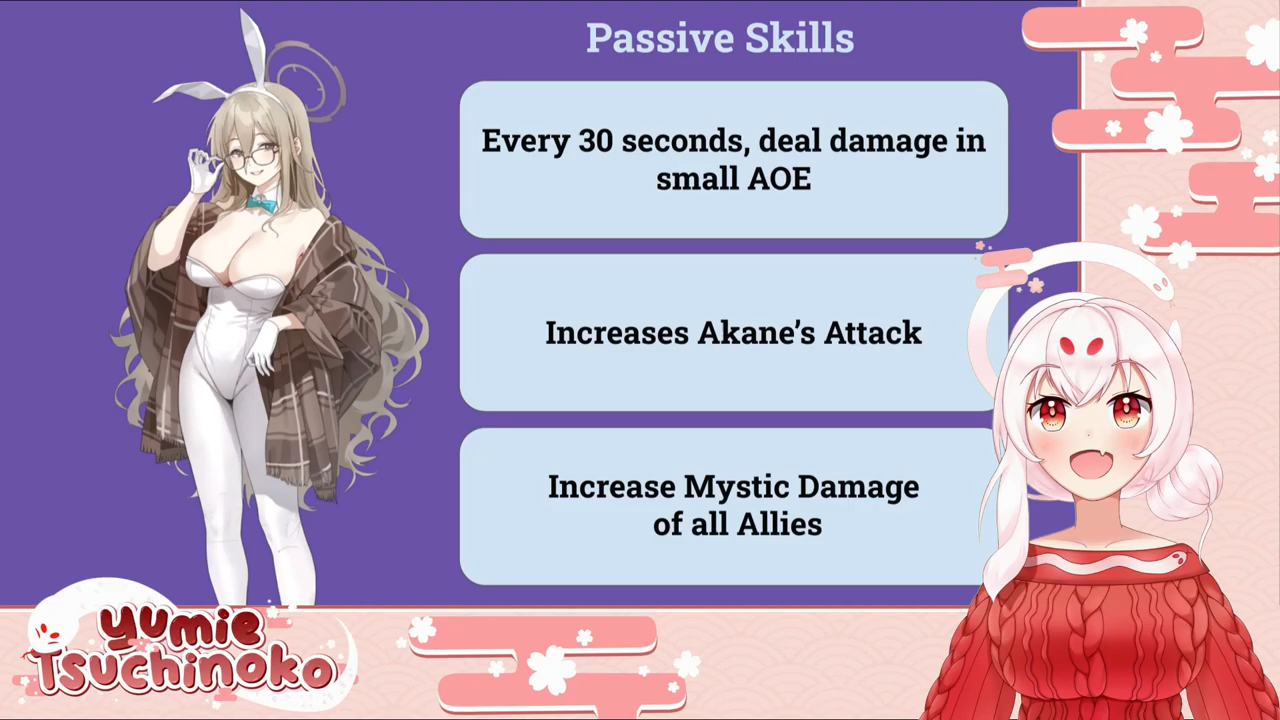 Passive Skills
Every 30 seconds, deal damage in
small AOE
Increases Akane’s Attack
Increase Mystic Damage
of all Allies
yumie
Tsuchinoko